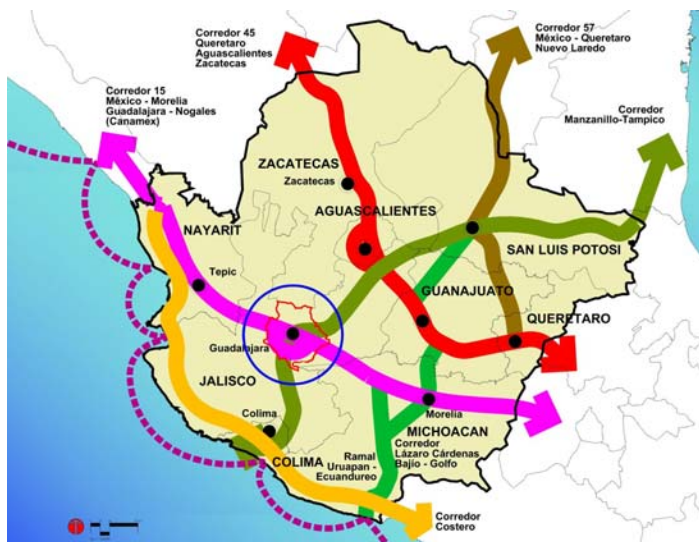 Corredor 45
Queretaro
Aguascalientes
Zacatecas
Corredor 57
México - Queretaro
Nuevo Laredo
Corredor 15
México - Morelia
Guadalajara - Nogales
(Canamex)
Corredor
Manzanillo-Tampico
ZACATECAS
Zacatecas
AGUASCALIENTES
NAYARIT
SAN LUIS POTOSI
Tepic
GUANAJUATO
QUERETARO
Guadalajara
JALISCO
Colima
Morelia
MICHOACAN
COLIMA
Ramal
Uruapan -
Ecuandureo
Corredor
Lázaro Cárdenas
Bajío - Golfo
Corredor
Costero